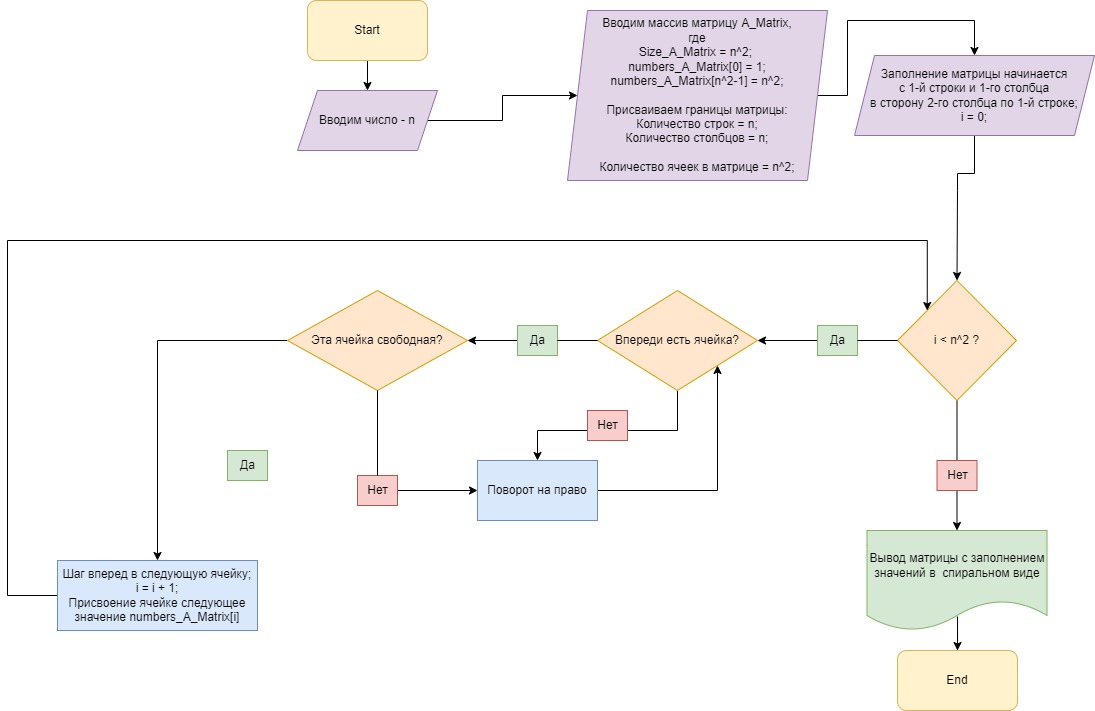 Start
Вводим число - n
Вводим массив матрицу A_Matrix,
где
Size_A_Matrix = n^2;
numbers_A_Matrix[0] = 1;
numbers_A_Matrix[n^2-1] = n^2;
Присваиваем границы матрицы:
Количество строк = n;
Количество столбцов = n;
Количество ячеек в матрице = n^2;
Заполнение матрицы начинается
с 1-й строки и 1-го столбца
в сторону 2-го столбца по 1-й строке;
i = 0;
i < n^2 ?
Да
Впереди есть ячейка?
Да
Эта ячейка свободная?
Нет
Да
Нет
Поворот на право
Нет
Шаг вперед в следующую ячейку;
i = i + 1;
Присвоение ячейке следующее
значение numbers_A_Matrix[i]
Вывод матрицы с заполнением
значений в спиральном виде
End